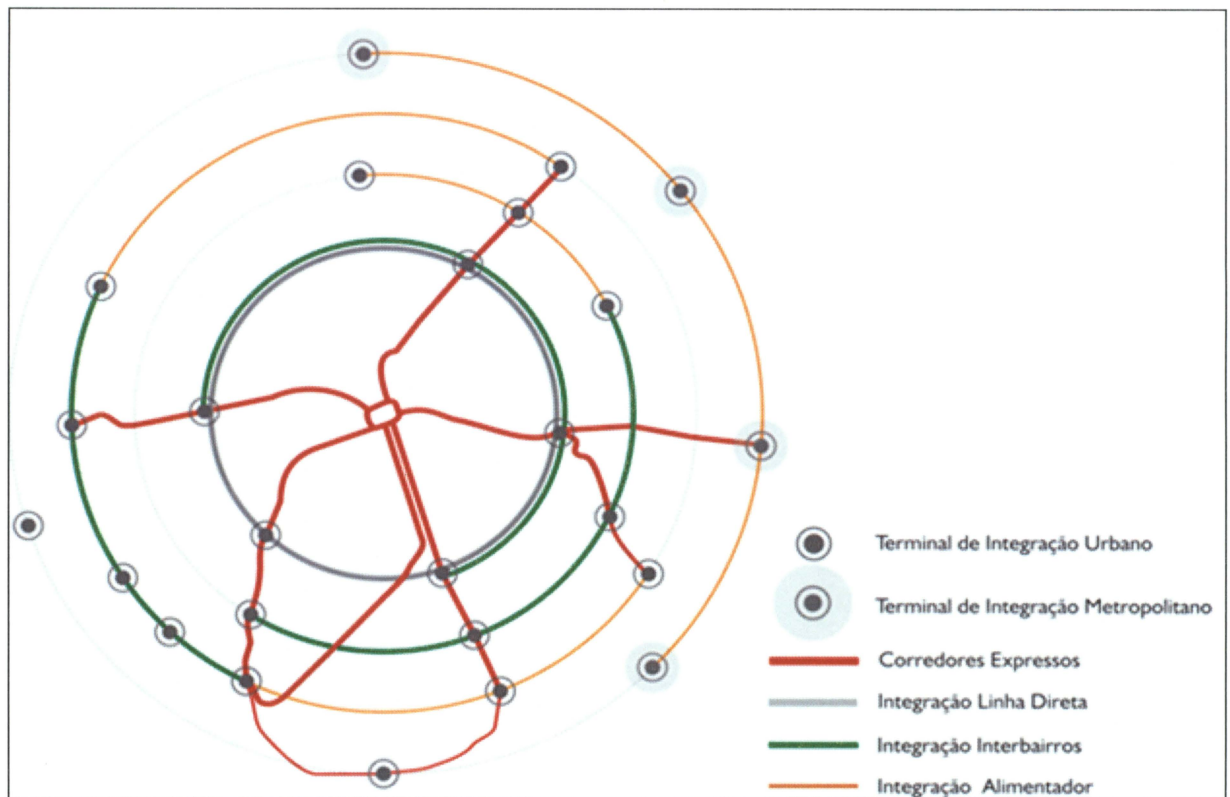 Terminal de Integração Urbano
Terminal de Integração Metropolitano
Corredores Expressos
Integração Linha Direta
Integração Interbairros
Integração Alimentador